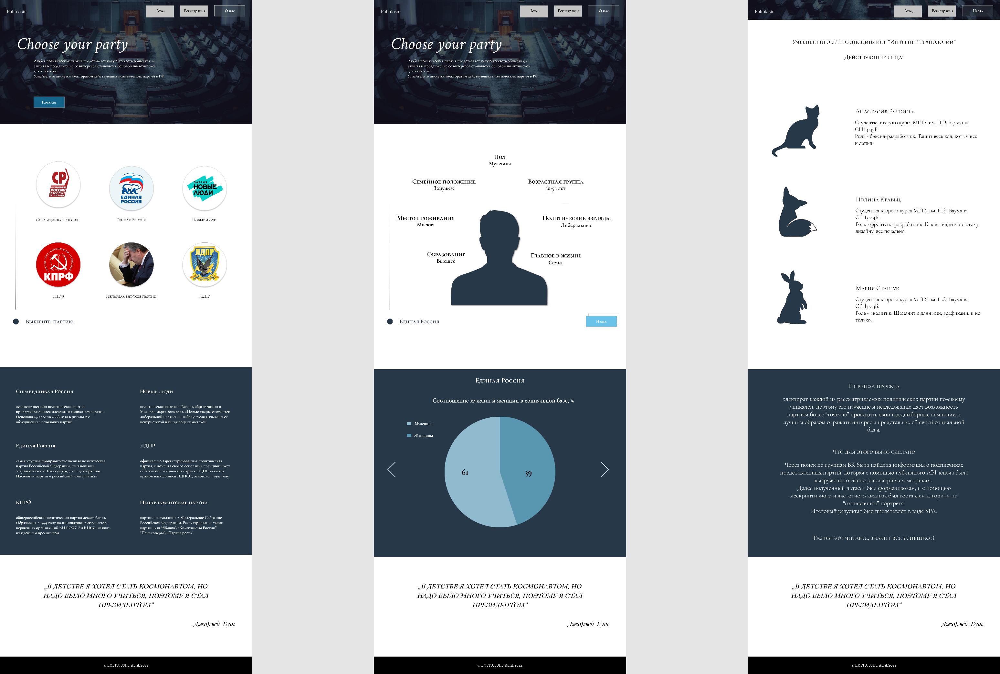 Politikisto
Вход
Регистрация
О нас
Choose your party
Любая политическая партия представляет какую-то часть общества, а
защита и продвижение ее интересов становится основой политической
деятельности.
Узнайте, кто является электоратом действующих политических партий в РФ
Поехали
СР
СПРАВЕДЛИВАЯ
РОССИЯ
ПАТРИОТЫ
ЗА ПРАВДУ
ЕДИНАЯ
РОССИЯ
ПАРТИЯ
НОВЫЕ
ЛЮДИ
Справедливая Россия
Единая Россия
Новые люди
РОССИЯ • ТРУД • НАРОДОВЛАСТИЕ • СОЦИАЛИЗМ
КПРФ
ЛДПР
КПРФ
Непарламентские партии
ЛДПР
Выберите партию
Справедливая Россия
левоцентристская политическая партия,
придерживающаяся идеологии социал-демократии.
Основана 29 августа 2006 года в результате
объединения нескольких партий
Новые люди
политическая партия в России, образованная в
Москве 1 марта 2020 года. «Новые люди» считаются
либеральной партией, и наблюдатели называют её
центристской или правоцентристской
Единая Россия
самая крупная проправительственная политическая
партия Российской Федерации, считающаяся
"партией власти". Была учреждена 1 декабря 2001.
Идеология партии – российский консерватизм
ЛДПР
официально зарегистрированная политическая
партия, с момента своего основания позиционирует
себя как оппозиционная партия. ЛДПР является
прямой наследницей ЛДПСС, основана в 1992 году
КПРФ
общероссийская политическая партия левого блока.
Образована в 1993 году по инициативе коммунистов,
первичных организаций КП РСФСР и КПСС, являясь
их идейным преемником
Непарламентские партии
партии, не входящие в Федеральное Собрание
Российской Федерации. Рассматривались такие
партии, как “Яблоко”, “Коммунисты России”,
“Пенсионеры”, “Партия роста”
„В детстве я хотел стать космонавтом, но
надо было много учиться, поэтому я стал
президентом“
Джордж Буш
© BMSTU, SSH3; April, 2022
Politikisto
Вход
Регистрация
О нас
Choose your party
Любая политическая партия представляет какую-то часть общества, а
защита и продвижение ее интересов становится основой политической
деятельности.
Узнайте, кто является электоратом действующих политических партий в РФ
Пол
Мужчина
Семейное положение
Замужем
Возрастная группа
30-55 лет
Место проживания
Москва
Политические взгляды
Либеральные
Образование
Высшее
Главное в жизни
Семья
Единая Россия
Назад
Единая Россия
Соотношение мужчин и женщин в социальной базе, %
Мужчины
Женщины
61
39
„В детстве я хотел стать космонавтом, но
надо было много учиться, поэтому я стал
президентом“
Джордж Буш
© BMSTU, SSH3; April, 2022
Politikisto
Вход
Регистрация
Назад
Учебный проект по дисциплине “Интернет-технологии”
Действующие лица:
Анастасия Ручкина
Студентка второго курса МГТУ им. Н.Э. Баумана,
СГН3-43Б.
Роль - бэкенд-разработчик. Тащит весь код, хоть у нее
и лапки.
Полина Кравец
Студентка второго курса МГТУ им. Н.Э. Баумана,
СГН3-44Б.
Роль - фронтенд-разработчик. Как вы видите по этому
дизайну, все печально.
Мария Сташук
Студентка второго курса МГТУ им. Н.Э. Баумана,
СГН3-43Б.
Роль - аналитик. Шаманит с данными, графиками, и не
только.
Гипотеза проекта
электорат каждой из рассматриваемых политических партий по-своему
уникален, поэтому его изучение и исследование дает возможность
партиям более “точечно” проводить свои предвыборные кампании и
лучшим образом отражать интересы представителей своей социальной
базы.
Что для этого было сделано
Через поиск по группам ВК была найдена информация о подписчиках
представленных партий, которая с помощью публичного API-ключа была
выгружена согласно рассматриваем метрикам.
Далее полученный датасет был формализован, и с помощью
дескриптивного и частотного анализа был составлен алгоритм по
“составлению” портрета.
Итоговый результат был представлен в виде SPA.
Раз вы это читаете, значит все успешно :)
„В детстве я хотел стать космонавтом, но
надо было много учиться, поэтому я стал
президентом“
Джордж Буш
© BMSTU, SSH3; April, 2022